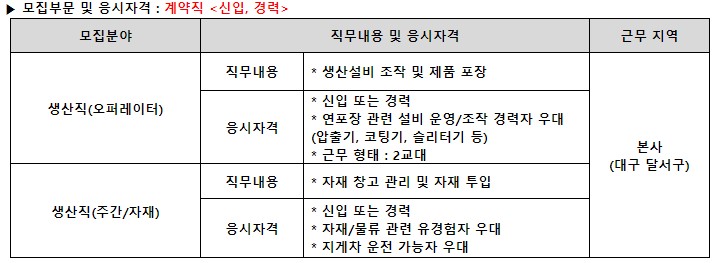 ▶ 모집부문 및 응시자격 : 계약직 <신입, 경력>
모집분야 직무내용 및 응시자격 근무 지역
생산직(오퍼레이터)
직무내용 * 생산설비 조작 및 제품 포장
응시자격
* 신입 또는 경력
* 연포장 관련 설비 운영/조작 경력자 우대
(압출기, 코팅기, 슬리터기 등)
* 근무 형태 : 2교대
생산직(주간/자재)
직무내용 * 자재 창고 관리 및 자재 투입
응시자격
* 신입 또는 경력
* 자재/물류 관련 유경험자 우대
* 지게차 운전 가능자 우대
본사
(대구 달서구)